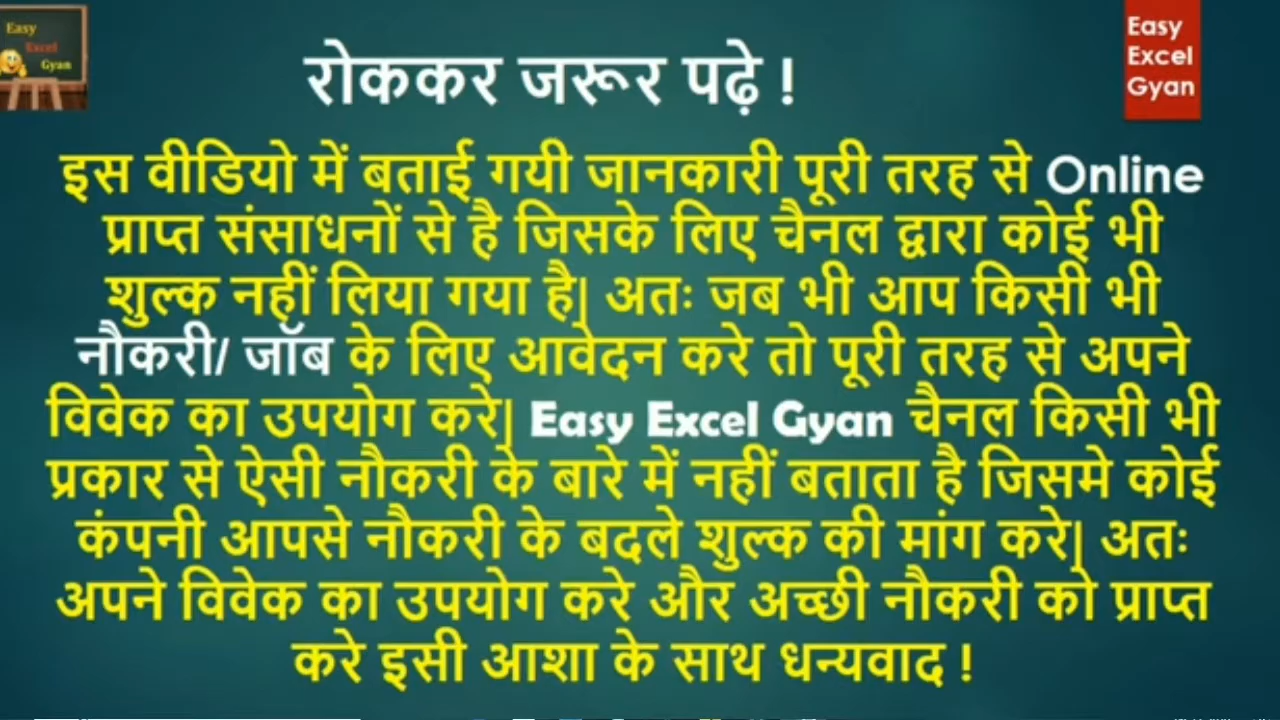 Easy
Excel
Gyan
रोककर जरूर पढ़े !
Easy
Excel
Gyan
इस वीडियो में बताई गयी जानकारी पूरी तरह से Online
प्राप्त संसाधनों से है जिसके लिए चैनल द्वारा कोई भी
शुल्क नहीं लिया गया है| अतः जब भी आप किसी भी
नौकरी/ जॉब के लिए आवेदन करे तो पूरी तरह से अपने
विवेक का उपयोग करे| Easy Excel Gyan चैनल किसी भी
प्रकार से ऐसी नौकरी के बारे में नहीं बताता है जिसमे कोई
कंपनी आपसे नौकरी के बदले शुल्क की मांग करे| अतः
अपने विवेक का उपयोग करे और अच्छी नौकरी को प्राप्त
करे इसी आशा के साथ धन्यवाद !